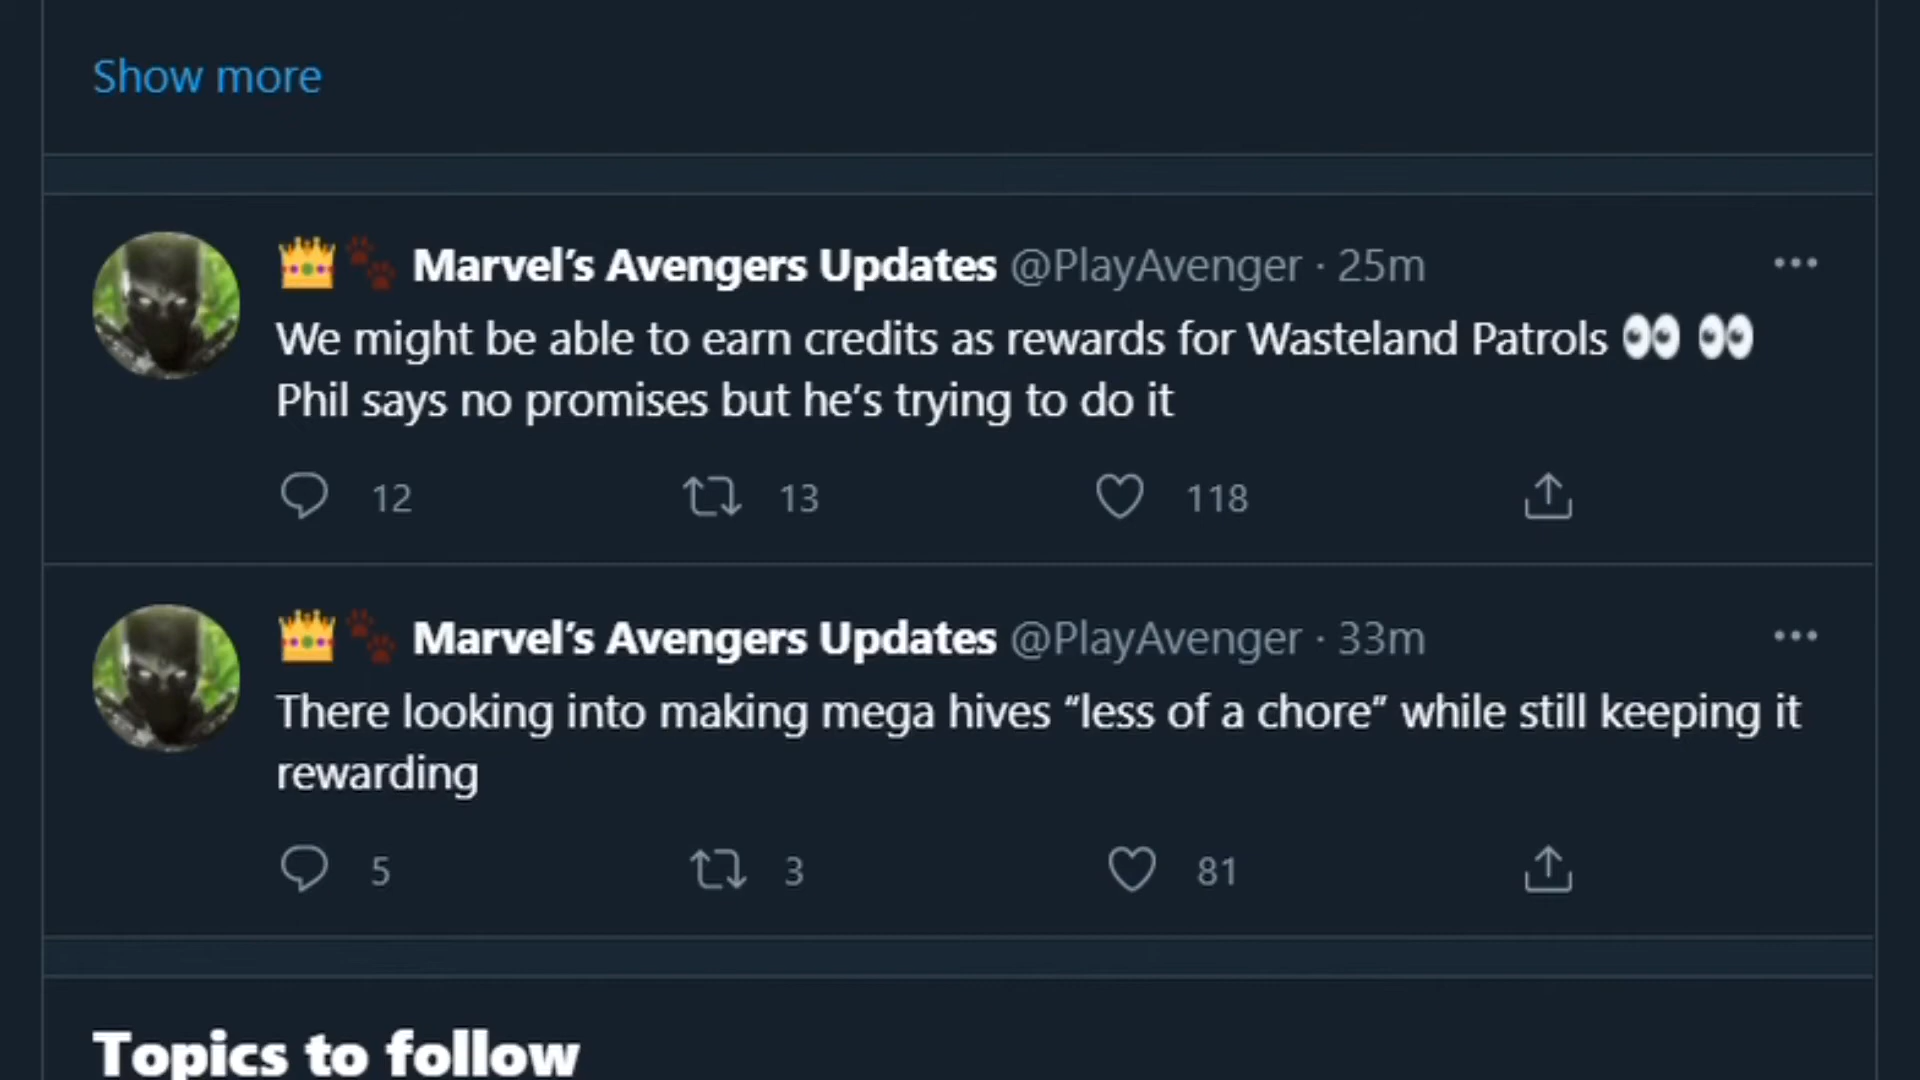 Show more
👑🐾 Marvel’s Avengers Updates @PlayAvenger · 25m
We might be able to earn credits as rewards for Wasteland Patrols 👀 👀
Phil says no promises but he’s trying to do it
12 13 118
👑🐾 Marvel’s Avengers Updates @PlayAvenger · 33m
There looking into making mega hives “less of a chore” while still keeping it
rewarding
5 3 81
Topics to follow